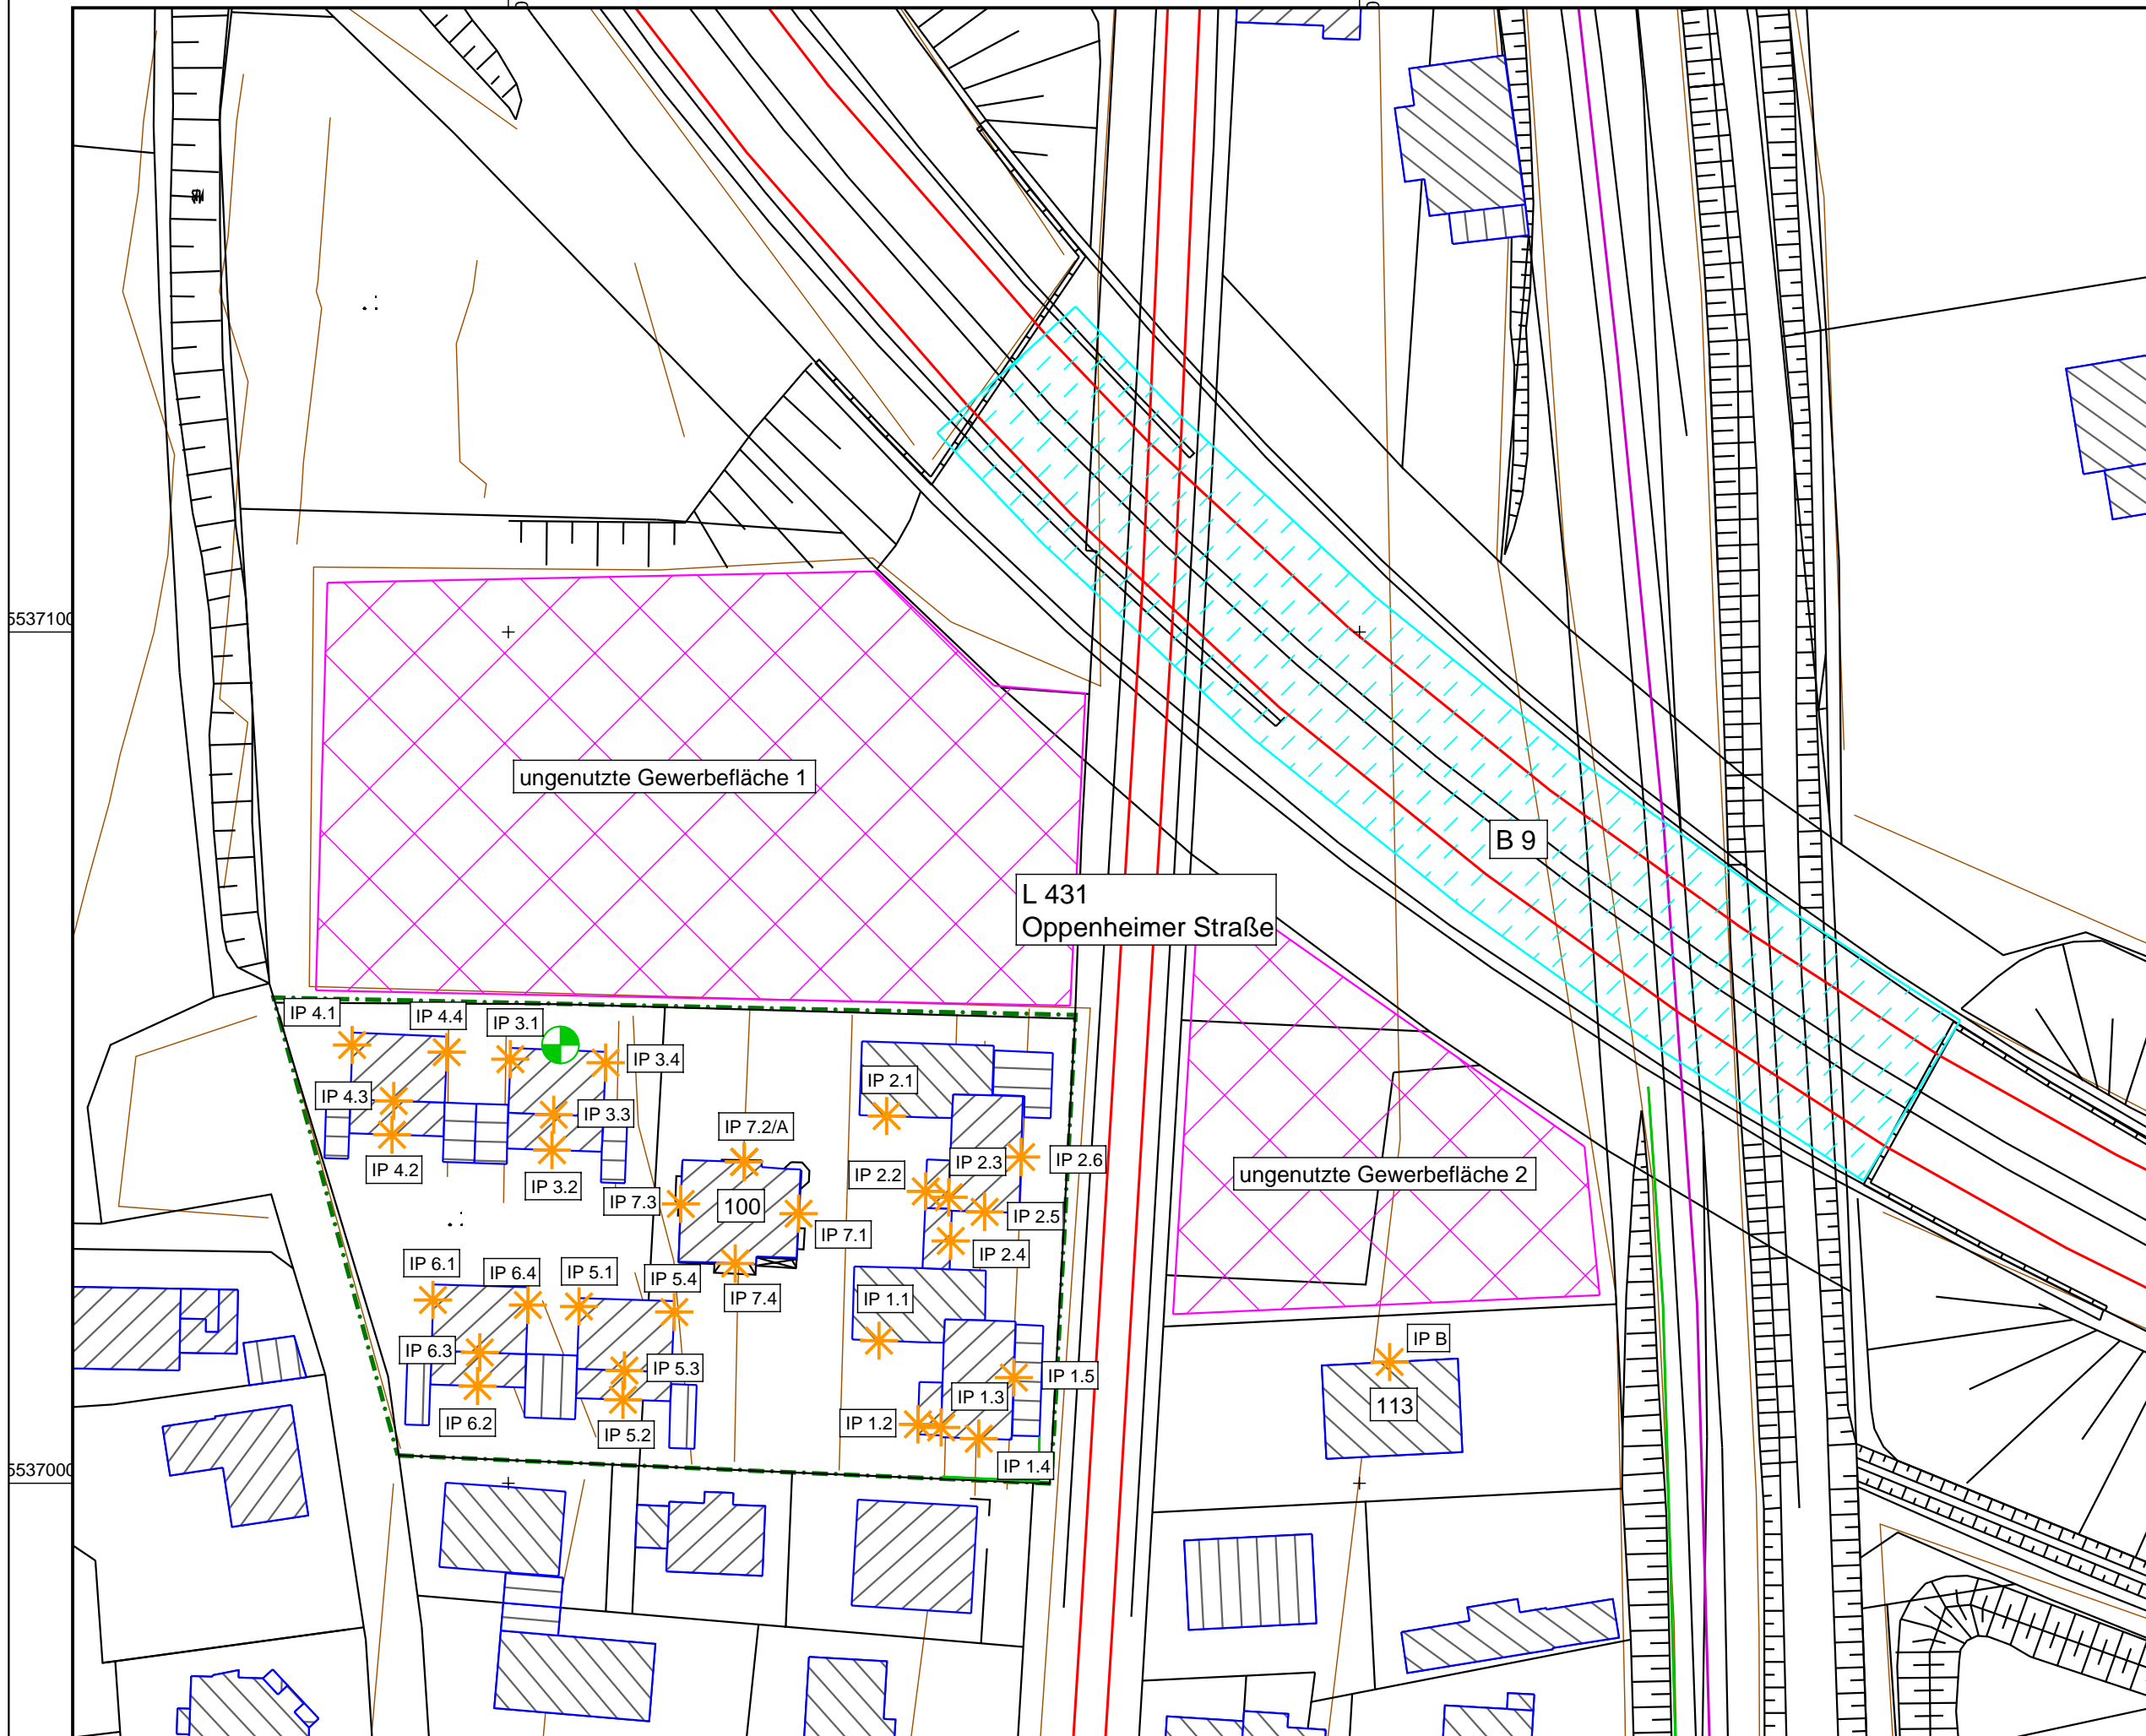 5537100
ungenutzte Gewerbefläche 1
B 9
L 431
Oppenheimer Straße
IP 4.1
IP 4.4
IP 3.1
IP 3.4
IP 2.1
IP 4.3
IP 3.3
IP 7.2/A
IP 2.3
IP 2.6
IP 4.2
IP 3.2
IP 2.2
ungenutzte Gewerbefläche 2
IP 7.3
100
IP 2.5
IP 7.1
IP 2.4
IP 6.1
IP 6.4
IP 5.1
IP 5.4
IP 7.4
IP 1.1
IP B
IP 6.3
IP 5.3
IP 1.5
IP 1.3
113
IP 6.2
IP 5.2
IP 1.2
IP 1.4
5537000